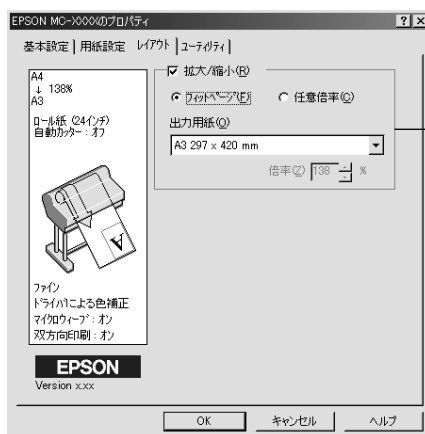 EPSON MC-XXXXのプロパティ
基本設定 用紙設定 レイアウト ユーティリティ
A4
↓ 138%
A3
ロール紙 (24インチ)
自動カッター : オフ
ファイン
ドライバによる色補正
マイクロウィーブ : オン
双方向印刷 : オン
EPSON
Version x.xx
拡大/縮小(R)
フィットページ(F) 任意倍率(C)
出力用紙(O)
A3 297 x 420 mm
倍率(Z) 138 %
OK キャンセル ヘルプ